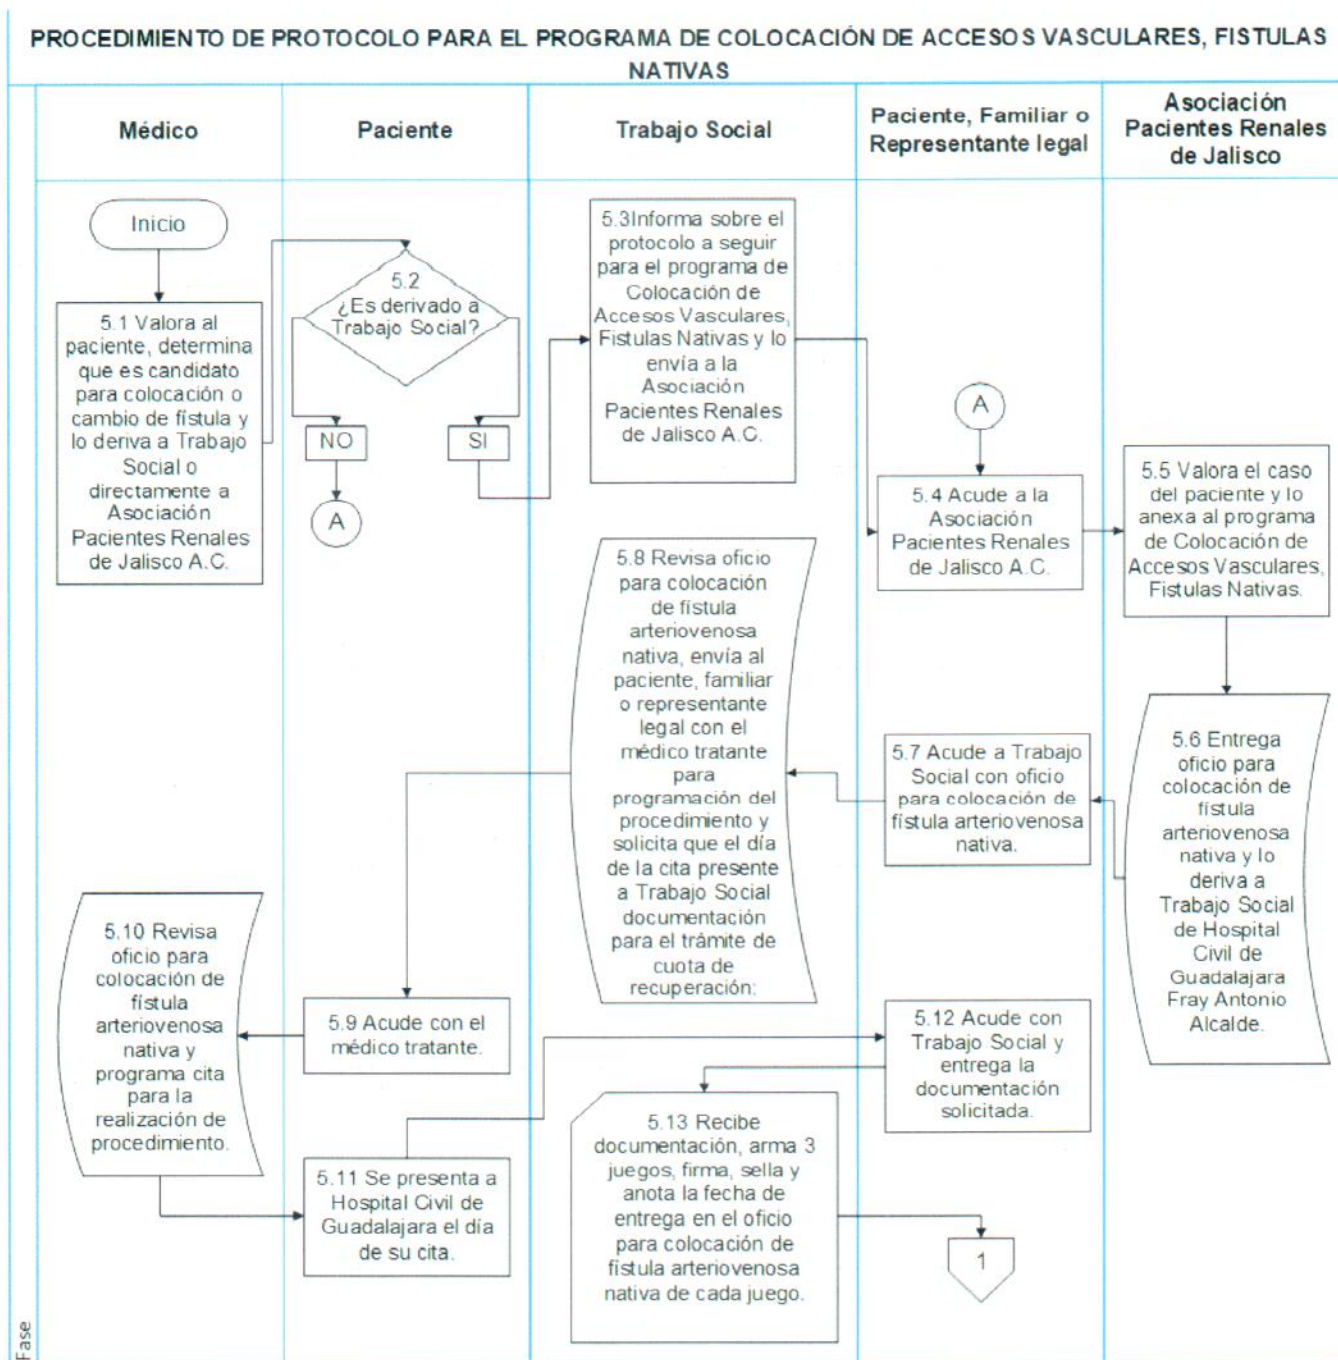 PROCEDIMIENTO DE PROTOCOLO PARA EL PROGRAMA DE COLOCACIÓN DE ACCESOS VASCULARES, FISTULAS
NATIVAS
Médico
Paciente
Trabajo Social
Paciente, Familiar o
Representante legal
Asociación
Pacientes Renales
de Jalisco
Inicio
5.1 Valora al
paciente, determina
que es candidato
para colocación o
cambio de fístula y
lo deriva a Trabajo
Social o
directamente a
Asociación
Pacientes Renales
de Jalisco A.C.
5.2
¿Es derivado a
Trabajo Social?
NO
SI
A
5.3Informa sobre el
protocolo a seguir
para el programa de
Colocación de
Accesos Vasculares,
Fistulas Nativas y lo
envía a la
Asociación
Pacientes Renales
de Jalisco A.C.
A
5.4 Acude a la
Asociación
Pacientes Renales
de Jalisco A.C.
5.5 Valora el caso
del paciente y lo
anexa al programa
de Colocación de
Accesos Vasculares,
Fistulas Nativas.
5.6 Entrega
oficio para
colocación de
fístula
arteriovenosa
nativa y lo
deriva a
Trabajo Social
de Hospital
Civil de
Guadalajara
Fray Antonio
Alcalde.
5.7 Acude a Trabajo
Social con oficio
para colocación de
fístula arteriovenosa
nativa.
5.8 Revisa oficio
para colocación
de fístula
arteriovenosa
nativa, envía al
paciente, familiar
o representante
legal con el
médico tratante
para
programación del
procedimiento y
solicita que el día
de la cita presente
a Trabajo Social
documentación
para el trámite de
cuota de
recuperación:
5.9 Acude con el
médico tratante.
5.10 Revisa
oficio para
colocación de
fístula
arteriovenosa
nativa y
programa cita
para la
realización de
procedimiento.
5.11 Se presenta a
Hospital Civil de
Guadalajara el día
de su cita.
5.12 Acude con
Trabajo Social y
entrega la
documentación
solicitada.
5.13 Recibe
documentación, arma 3
juegos, firma, sella y
anota la fecha de
entrega en el oficio
para colocación de
fístula arteriovenosa
nativa de cada juego.
1
Fase